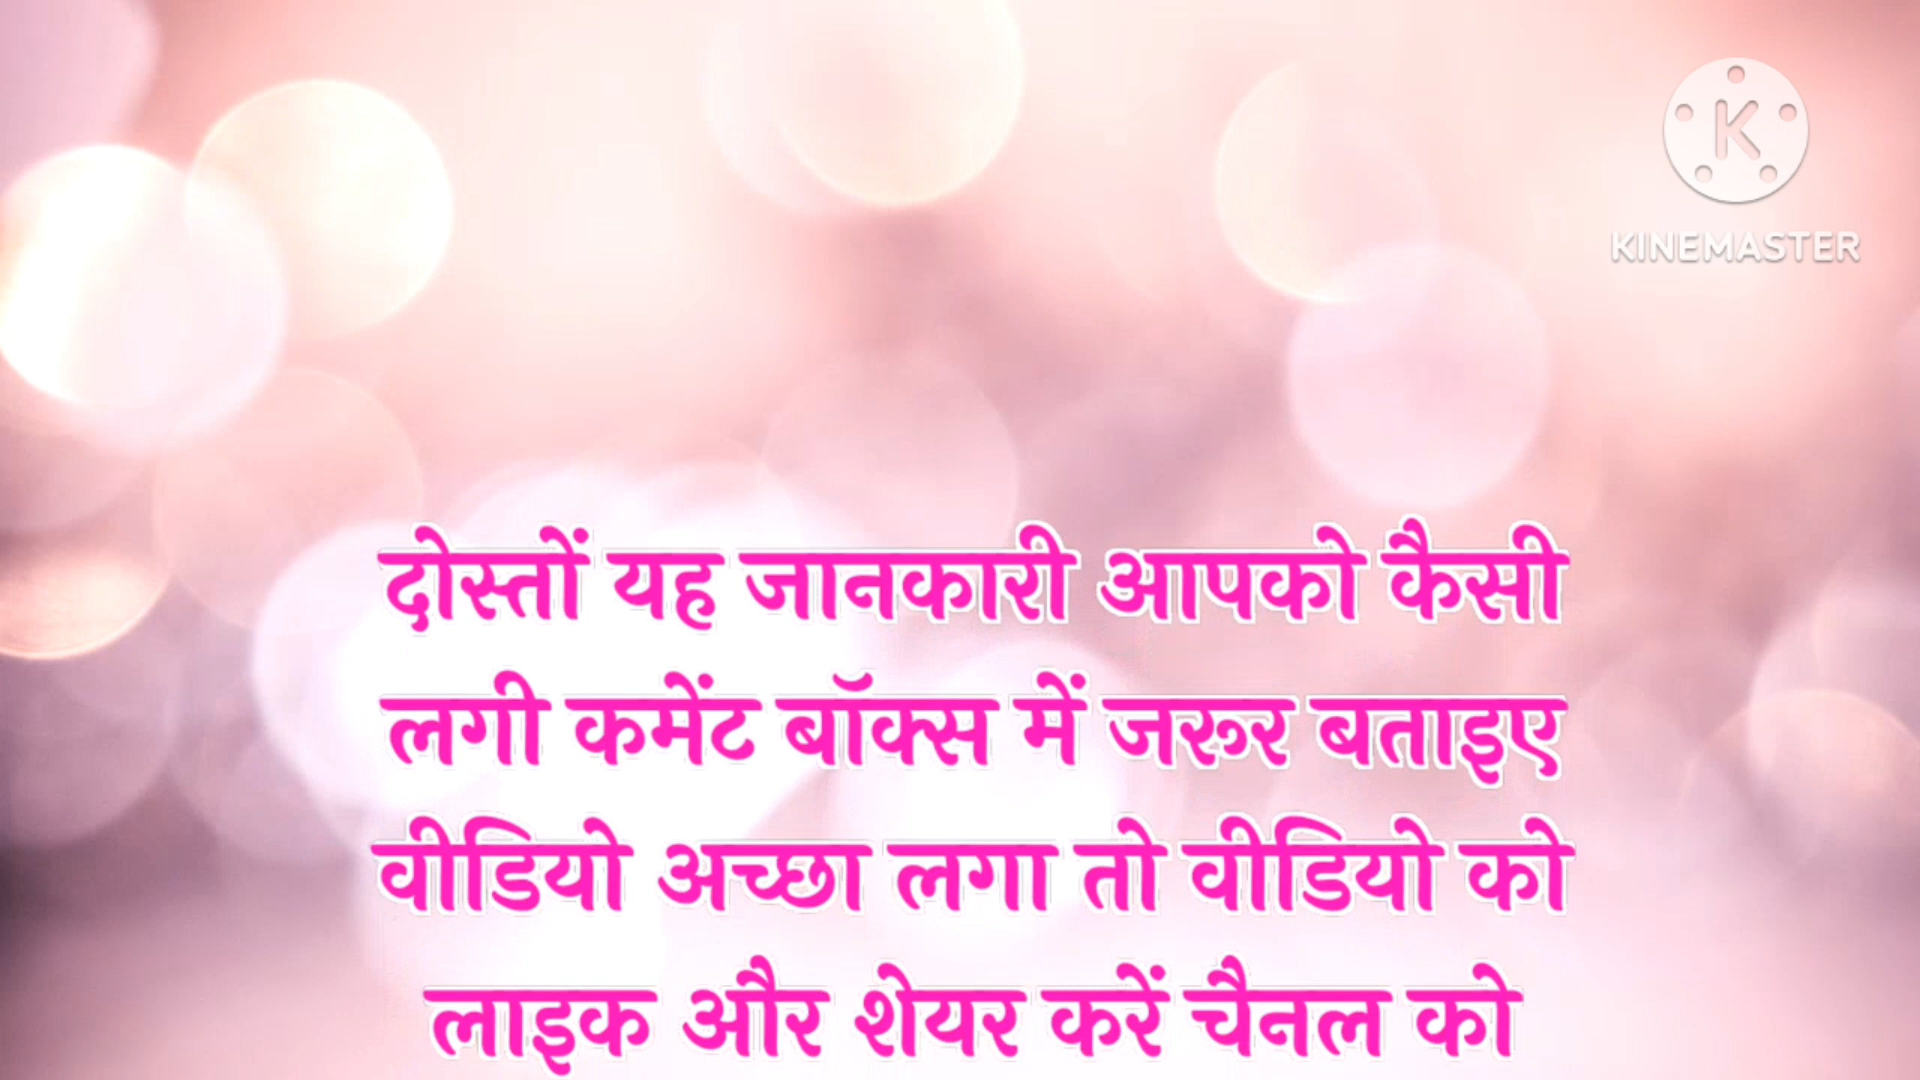 KINEMASTER
दोस्तों यह जानकारी आपको कैसी
लगी कमेंट बॉक्स में जरूर बताइए
वीडियो अच्छा लगा तो वीडियो को
लाइक और शेयर करें चैनल को